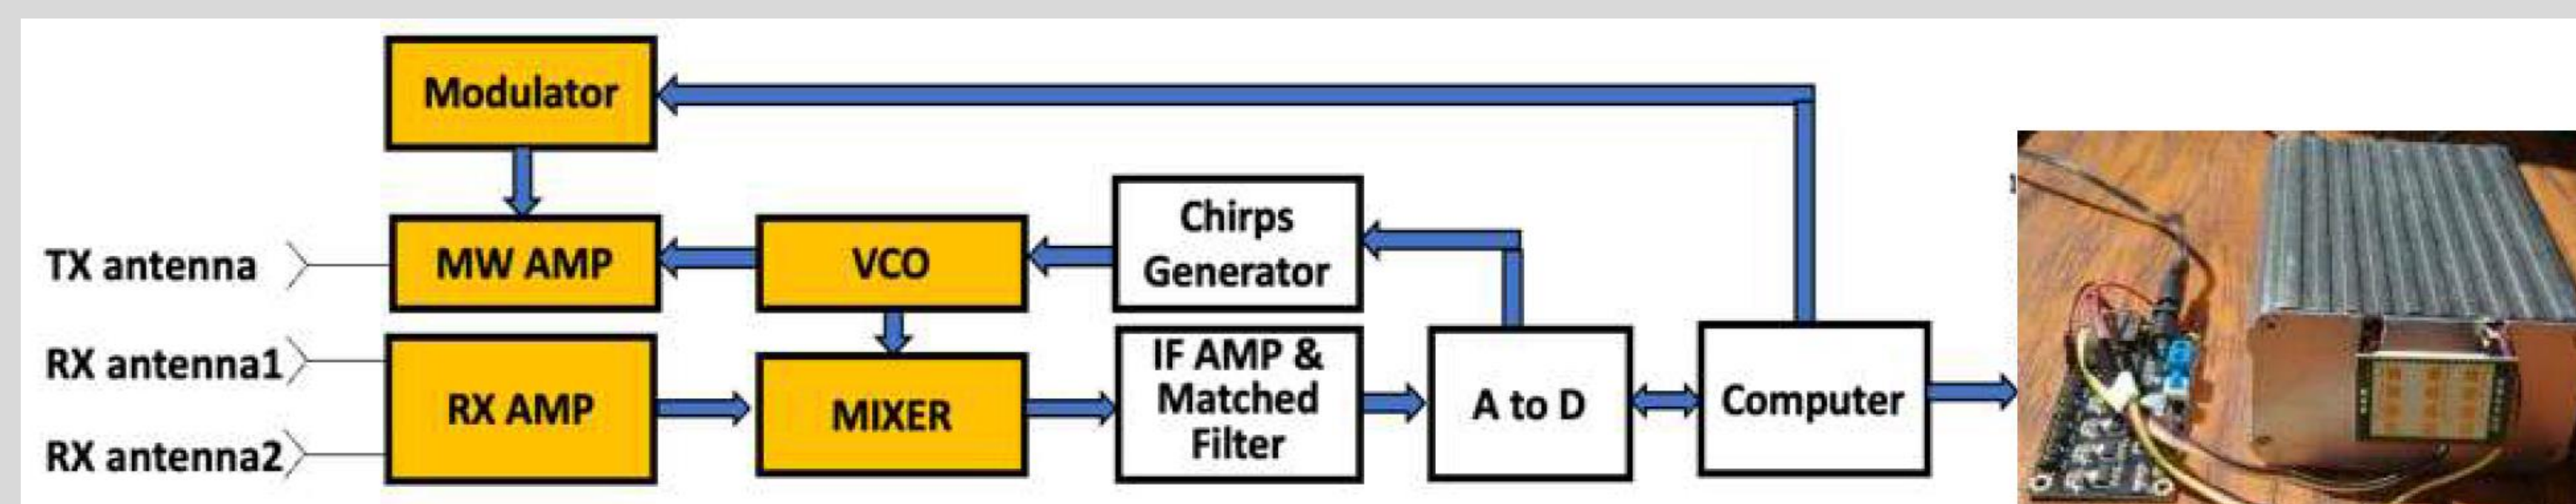 Modulator
TX antenna
MW AMP
VCO
Chirps
Generator
RX antenna1
RX antenna2
RX AMP
MIXER
IF AMP &
Matched
Filter
A to D
Computer